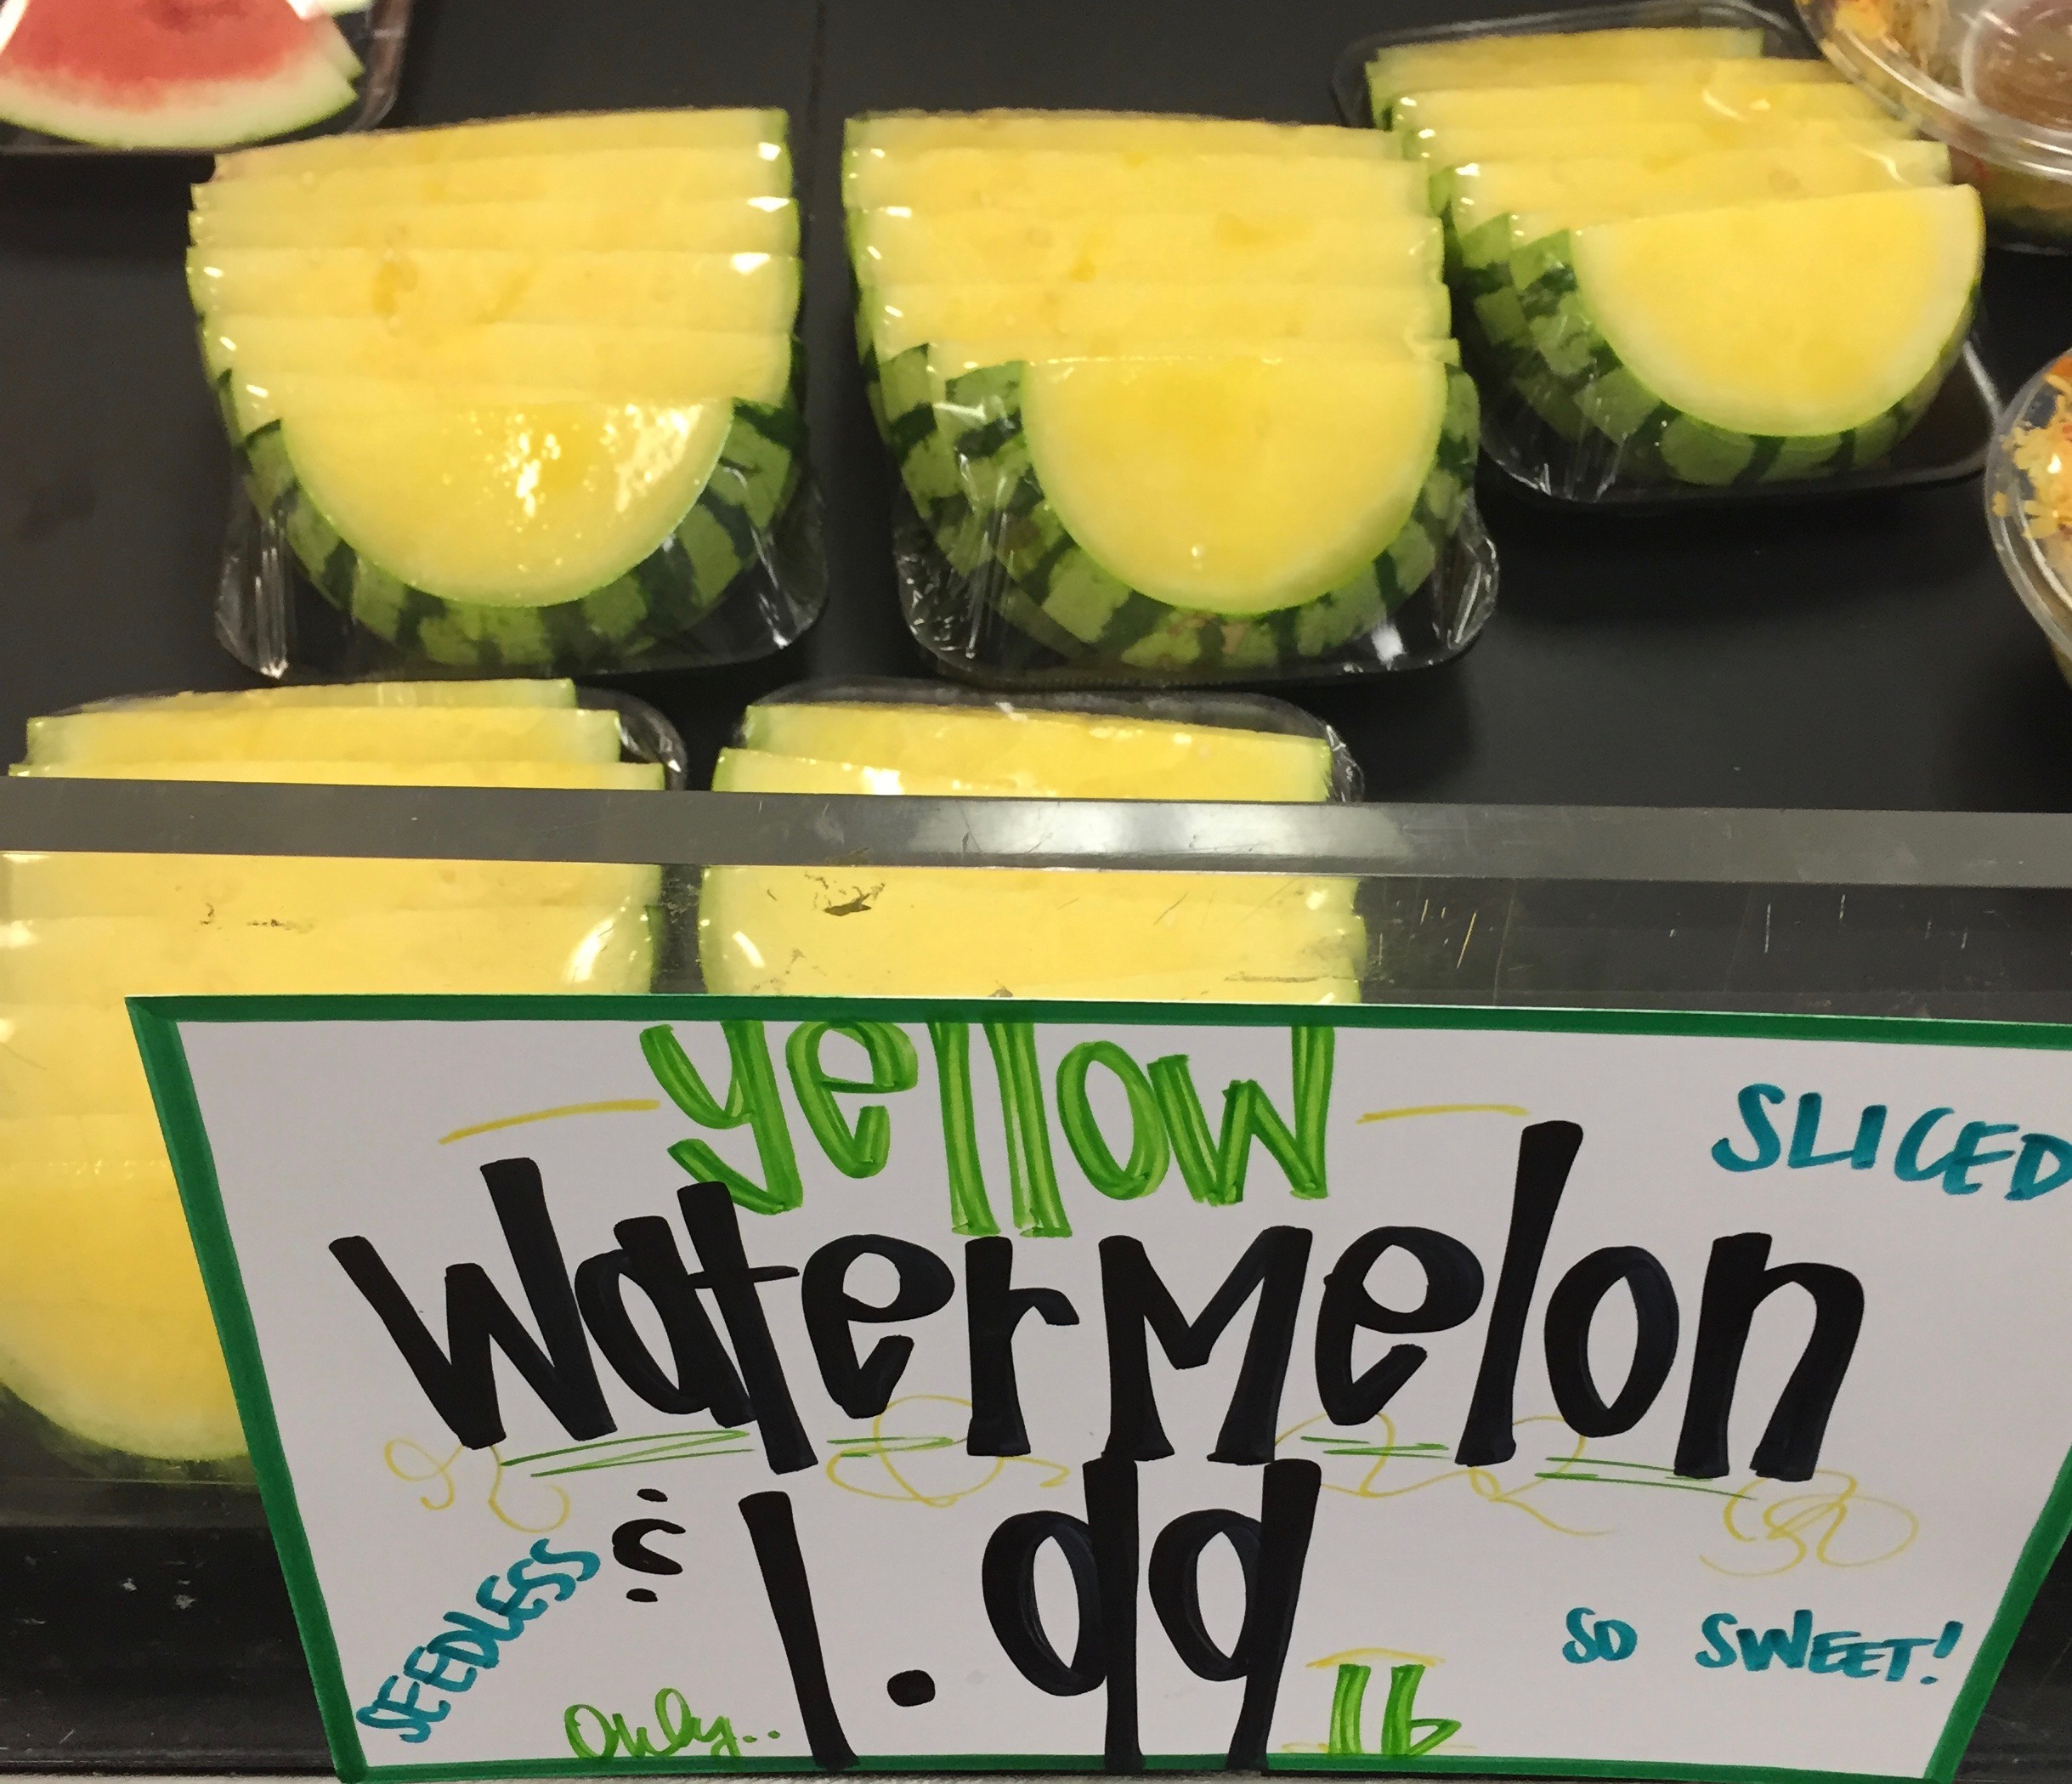 yellow
SLICED
Watermelon
SEEDLESS
Only.. $1.99 lb
SO SWEET!